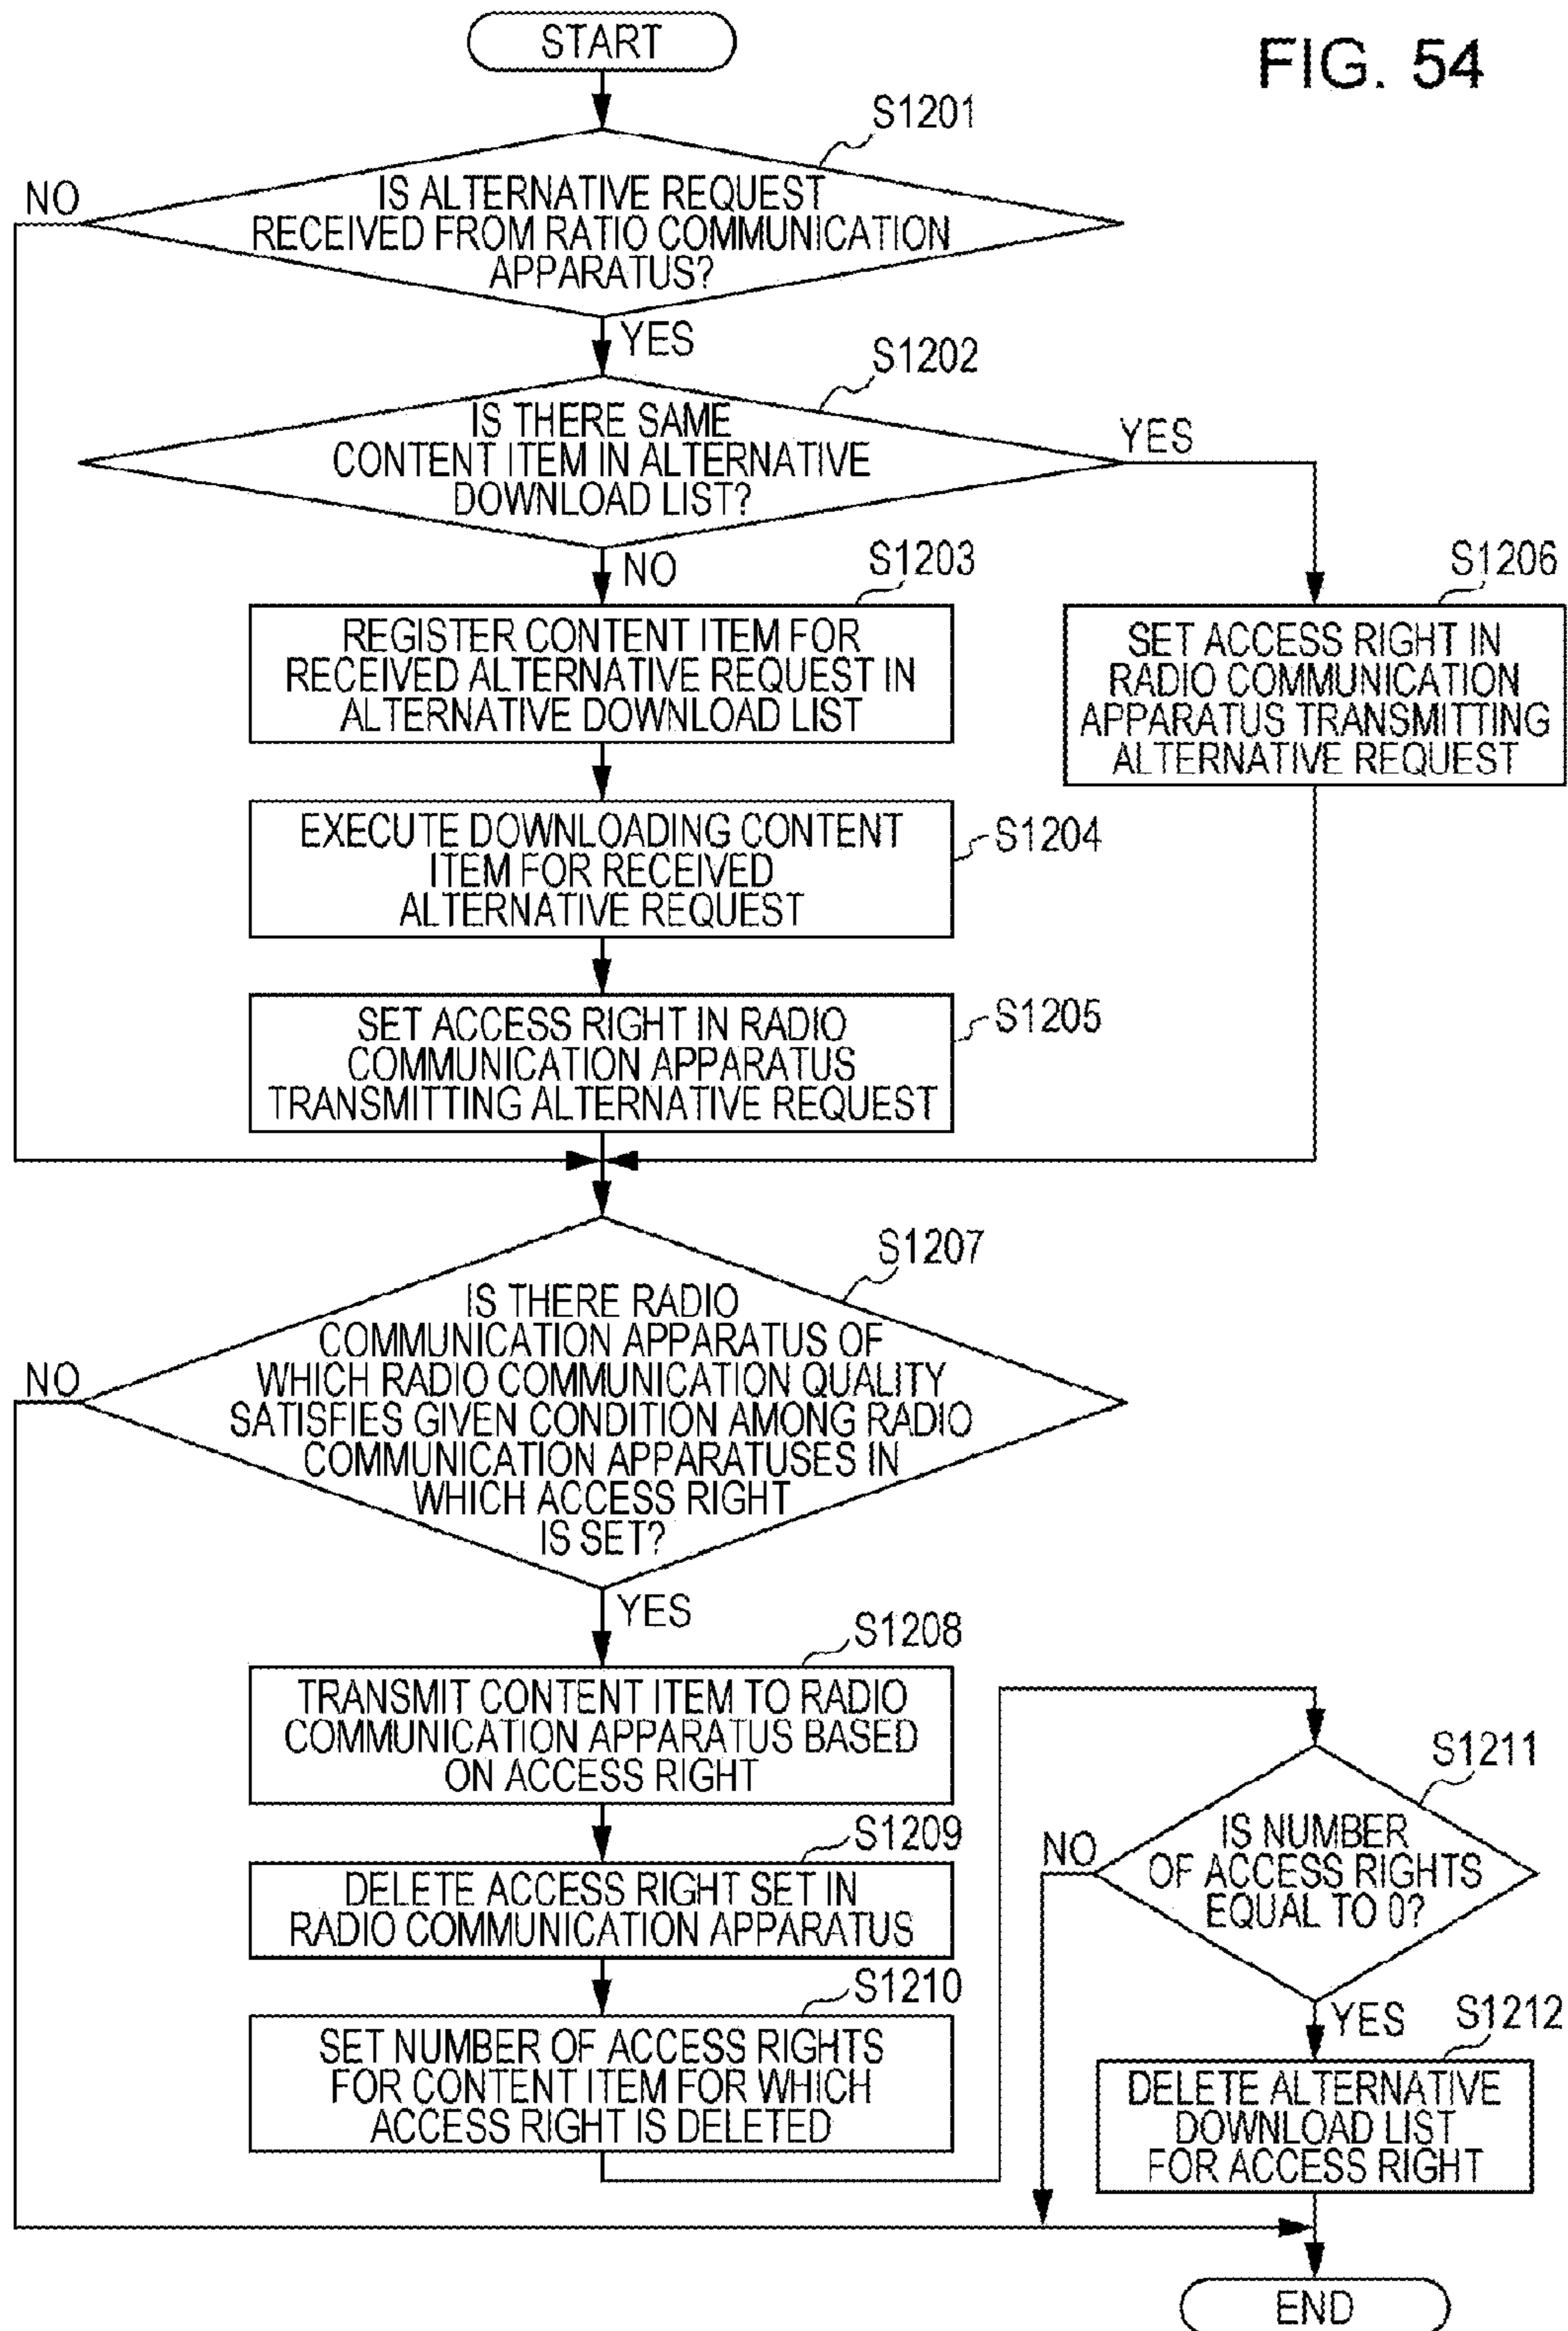 START
FIG. 54
S1201
IS ALTERNATIVE REQUEST
RECEIVED FROM RATIO COMMUNICATION
APPARATUS?
NO
YES
S1202
IS THERE SAME
CONTENT ITEM IN ALTERNATIVE
DOWNLOAD LIST?
YES
NO
S1203
REGISTER CONTENT ITEM FOR
RECEIVED ALTERNATIVE REQUEST IN
ALTERNATIVE DOWNLOAD LIST
S1206
SET ACCESS RIGHT IN
RADIO COMMUNICATION
APPARATUS TRANSMITTING
ALTERNATIVE REQUEST
EXECUTE DOWNLOADING CONTENT
ITEM FOR RECEIVED
ALTERNATIVE REQUEST
S1204
SET ACCESS RIGHT IN RADIO
COMMUNICATION APPARATUS
TRANSMITTING ALTERNATIVE REQUEST
S1205
S1207
IS THERE RADIO
COMMUNICATION APPARATUS OF
WHICH RADIO COMMUNICATION QUALITY
SATISFIES GIVEN CONDITION AMONG RADIO
COMMUNICATION APPARATUSES IN
WHICH ACCESS RIGHT
IS SET?
NO
YES
S1208
TRANSMIT CONTENT ITEM TO RADIO
COMMUNICATION APPARATUS BASED
ON ACCESS RIGHT
S1209
DELETE ACCESS RIGHT SET IN
RADIO COMMUNICATION APPARATUS
S1210
SET NUMBER OF ACCESS RIGHTS
FOR CONTENT ITEM FOR WHICH
ACCESS RIGHT IS DELETED
S1211
IS NUMBER
OF ACCESS RIGHTS
EQUAL TO 0?
NO
YES
S1212
DELETE ALTERNATIVE
DOWNLOAD LIST
FOR ACCESS RIGHT
END